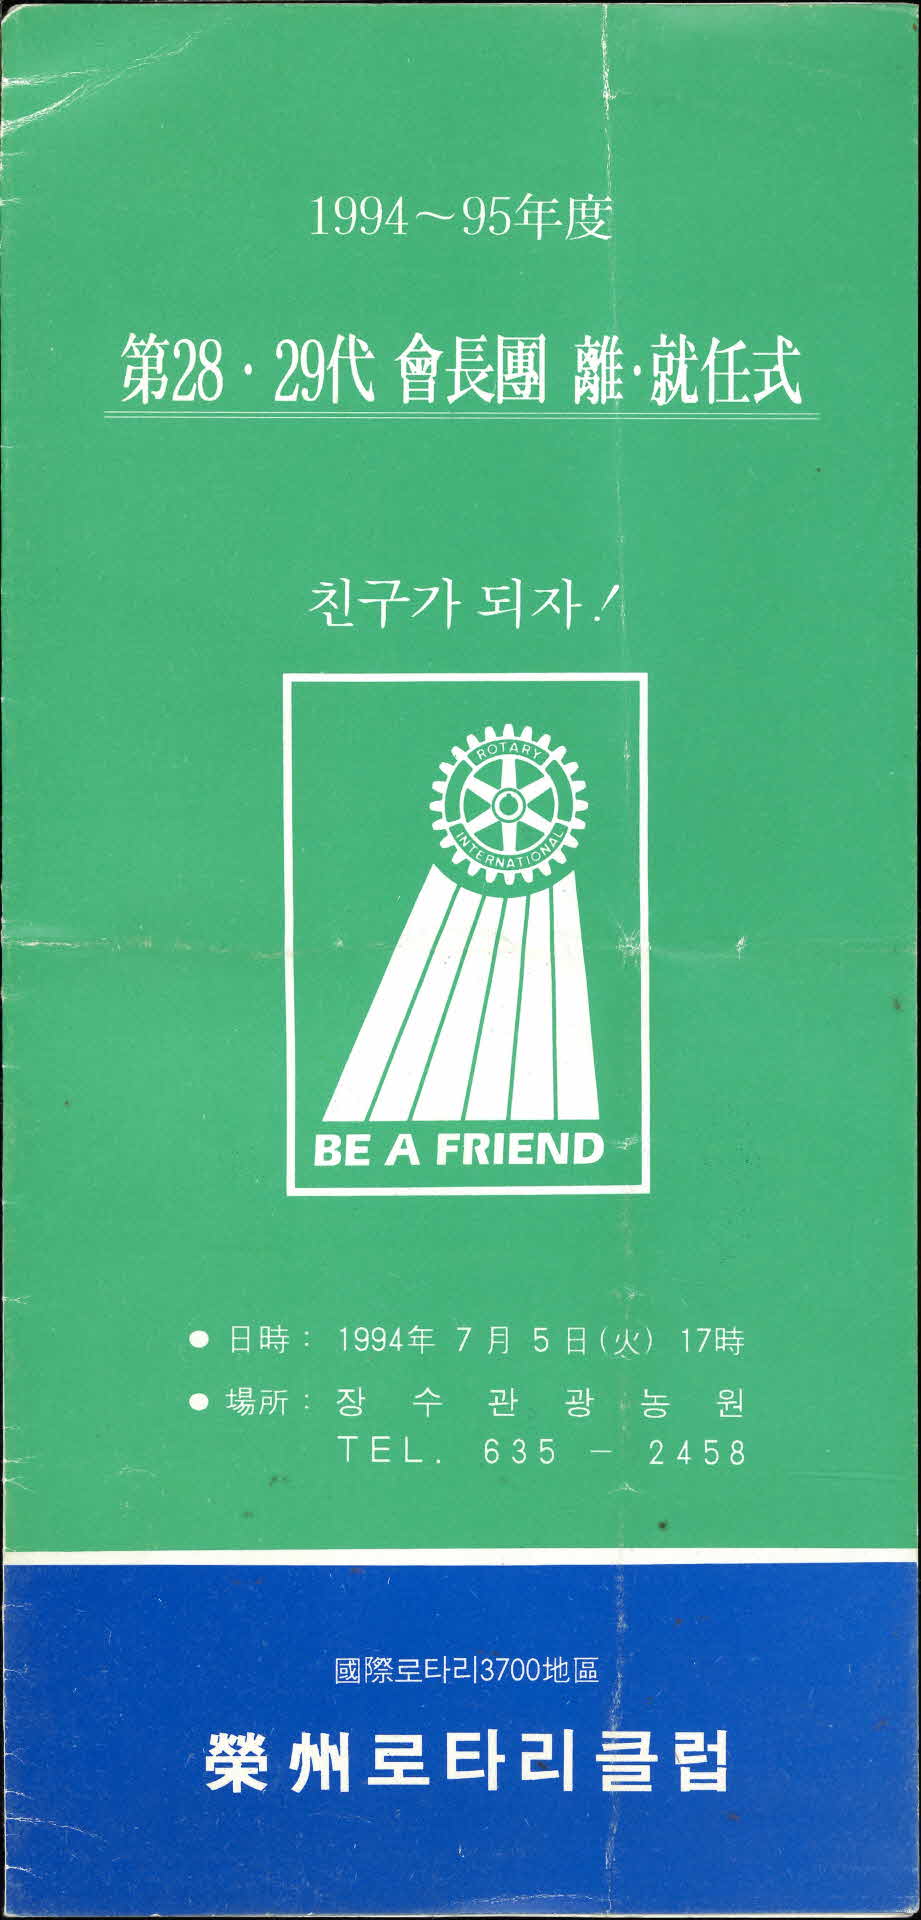 1994～95年度
第28·29代 會長團 離·就任式
친구가 되자!
ROTARY
INTERNATIONAL
BE A FRIEND
● 日時 : 1994年 7月 5日(火) 17時
● 場所 : 장수관광농원
TEL. 635 - 2458
國際로타리3700地區
榮州로타리클럽